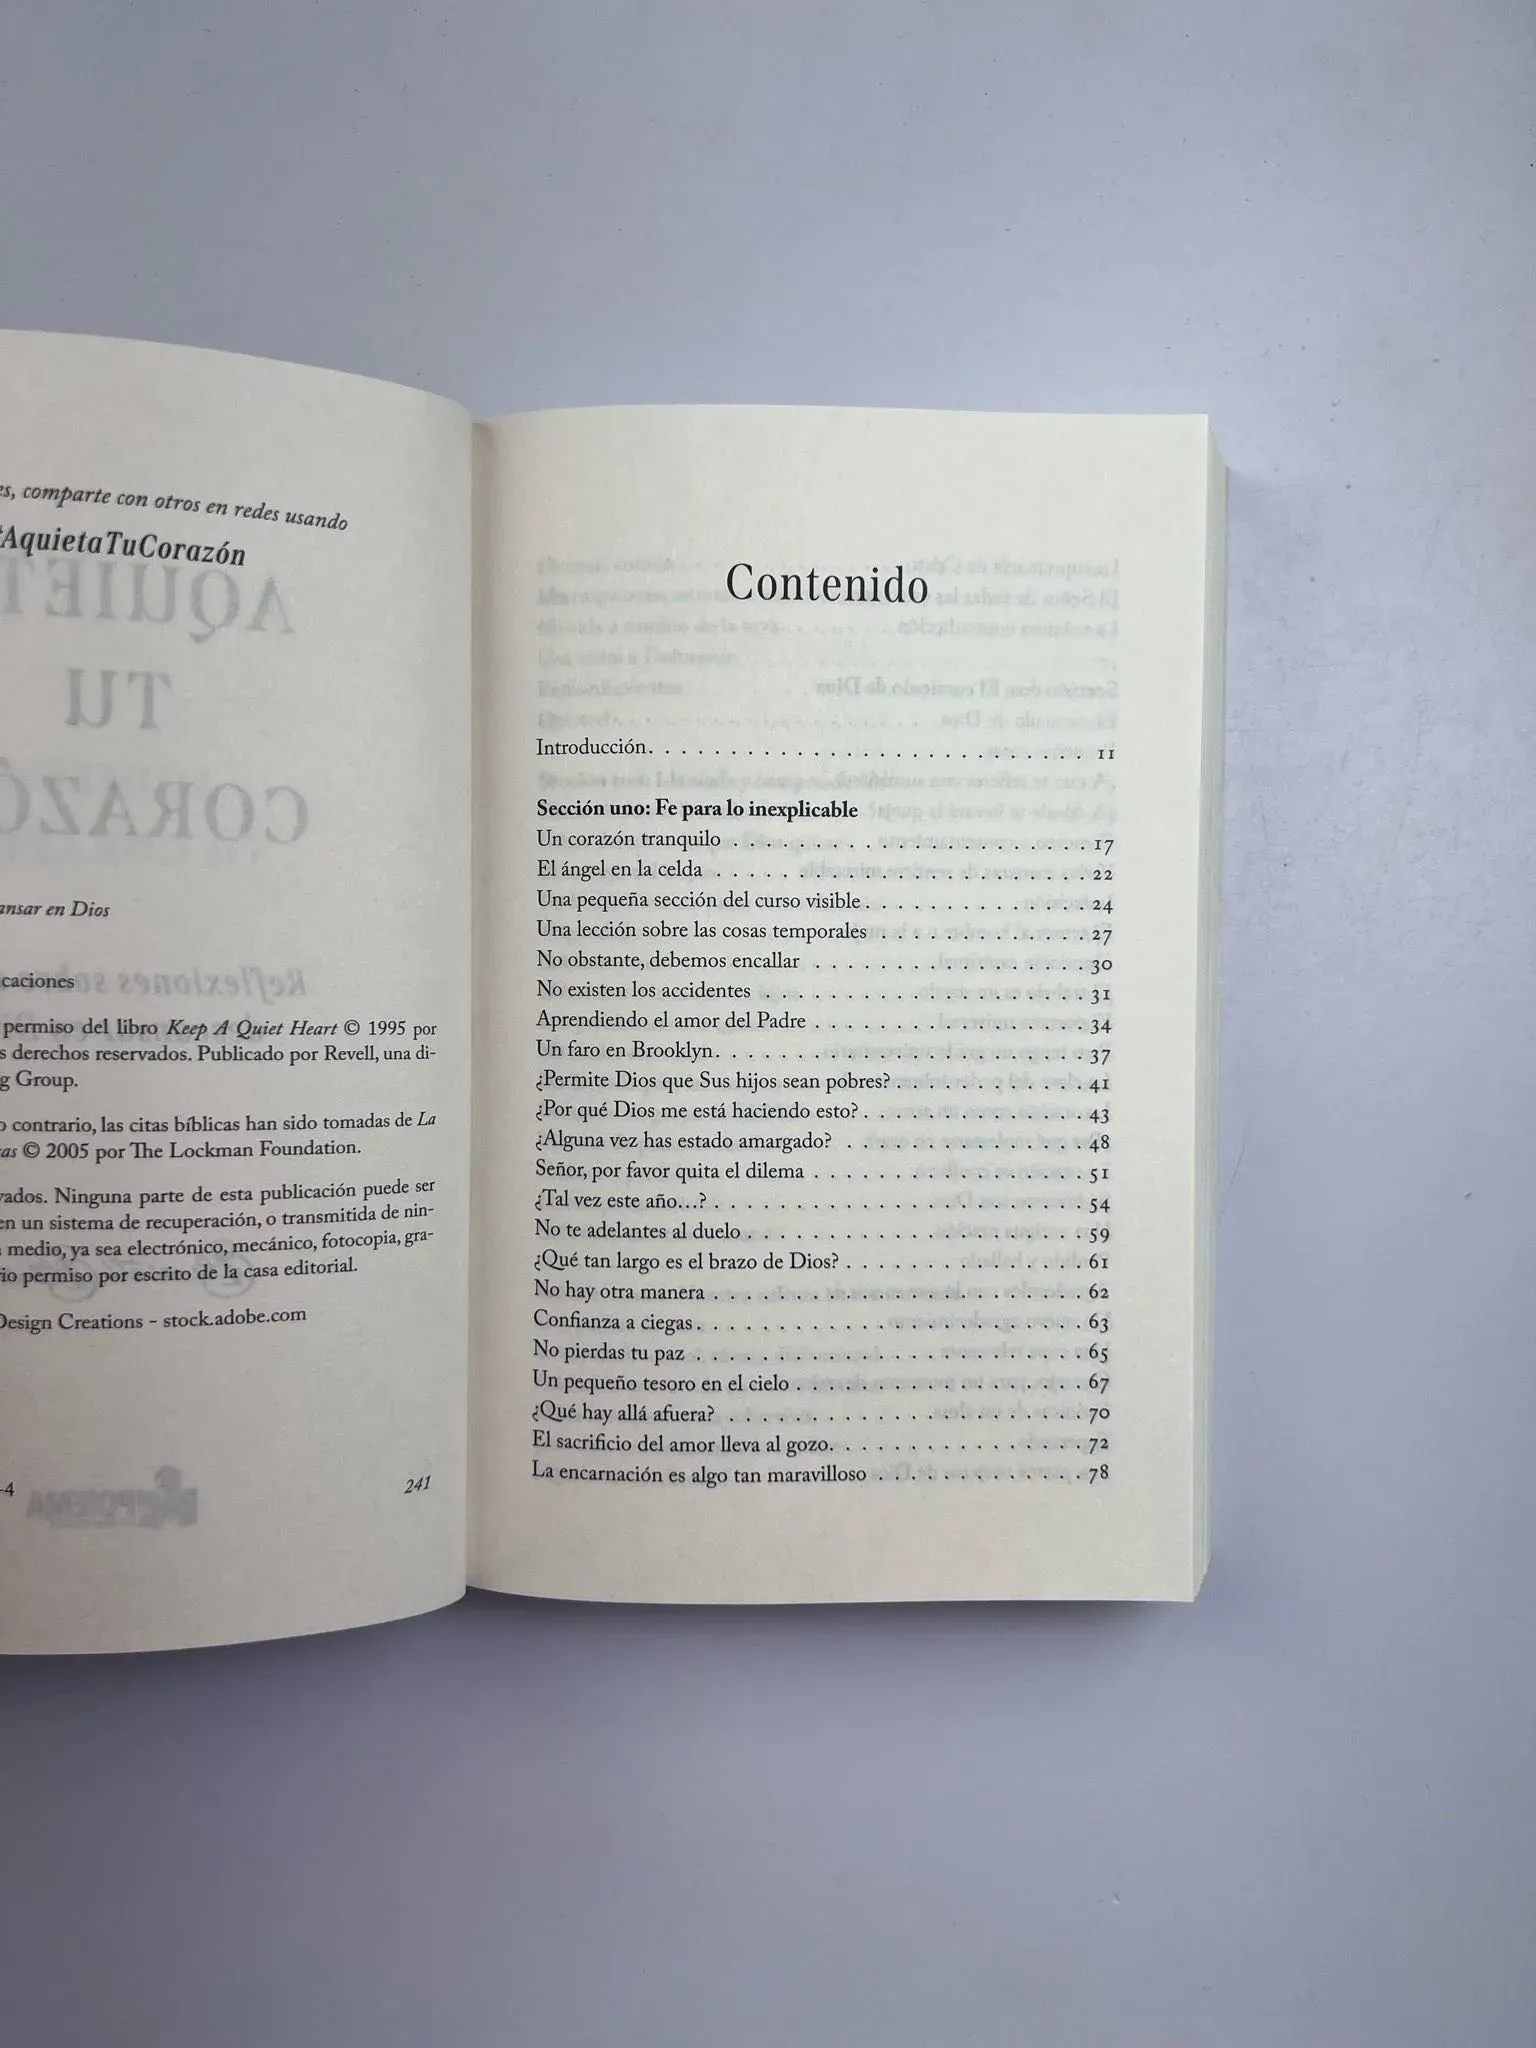 es, comparte con otros en redes usando
#AquietaTuCorazón
ansar en Dios
caciones
permiso del libro Keep A Quiet Heart © 1995 por
s derechos reservados. Publicado por Revell, una di-
g Group.
o contrario, las citas bíblicas han sido tomadas de La
as © 2005 por The Lockman Foundation.
vados. Ninguna parte de esta publicación puede ser
en un sistema de recuperación, o transmitida de nin-
medio, ya sea electrónico, mecánico, fotocopia, gra-
io permiso por escrito de la casa editorial.
Design Creations - stock.adobe.com
-4 241
Contenido
Introducción. . . . . . . . . . . . . . . . . . . . . . . . . . . 11
Sección uno: Fe para lo inexplicable
Un corazón tranquilo . . . . . . . . . . . . . . . . . . . . . . 17
El ángel en la celda . . . . . . . . . . . . . . . . . . . . . . . 22
Una pequeña sección del curso visible . . . . . . . . . . . . . . 24
Una lección sobre las cosas temporales . . . . . . . . . . . . . 27
No obstante, debemos encallar . . . . . . . . . . . . . . . . . 30
No existen los accidentes . . . . . . . . . . . . . . . . . . . . 31
Aprendiendo el amor del Padre . . . . . . . . . . . . . . . . . 34
Un faro en Brooklyn. . . . . . . . . . . . . . . . . . . . . . . 37
¿Permite Dios que Sus hijos sean pobres? . . . . . . . . . . . . 41
¿Por qué Dios me está haciendo esto? . . . . . . . . . . . . . . 43
¿Alguna vez has estado amargado? . . . . . . . . . . . . . . . 48
Señor, por favor quita el dilema . . . . . . . . . . . . . . . . . 51
¿Tal vez este año...? . . . . . . . . . . . . . . . . . . . . . . . 54
No te adelantes al duelo . . . . . . . . . . . . . . . . . . . . . 59
¿Qué tan largo es el brazo de Dios? . . . . . . . . . . . . . . . 61
No hay otra manera . . . . . . . . . . . . . . . . . . . . . . . 62
Confianza a ciegas . . . . . . . . . . . . . . . . . . . . . . . . 63
No pierdas tu paz . . . . . . . . . . . . . . . . . . . . . . . . 65
Un pequeño tesoro en el cielo . . . . . . . . . . . . . . . . . . 67
¿Qué hay allá afuera? . . . . . . . . . . . . . . . . . . . . . . 70
El sacrificio del amor lleva al gozo. . . . . . . . . . . . . . . . 72
La encarnación es algo tan maravilloso . . . . . . . . . . . . . 78